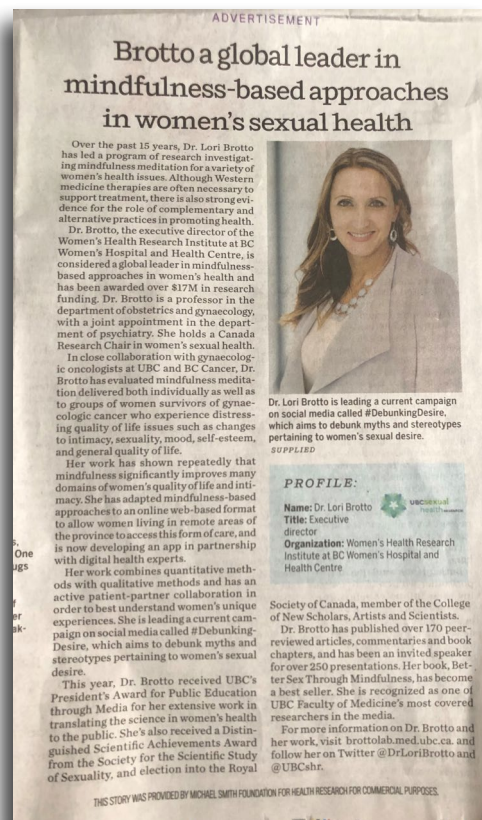 ADVERTISEMENT
Brotto a global leader in
mindfulness-based approaches
in women's sexual health
Over the past 15 years, Dr. Lori Brotto
has led a program of research investigat-
ing mindfulness meditation for a variety of
women's health issues. Although Western
medicine therapies are often necessary to
support treatment, there is also strong evi-
dence for the role of complementary and
alternative practices in promoting health.
Dr. Brotto, the executive director of the
Women's Health Research Institute at BC
Women's Hospital and Health Centre, is
considered a global leader in mindfulness-
based approaches in women's health and
has been awarded over $17M in research
funding. Dr. Brotto is a professor in the
department of obstetrics and gynaecology,
with a joint appointment in the depart-
ment of psychiatry. She holds a Canada
Research Chair in women's sexual health.
In close collaboration with gynaecolog-
ic oncologists at UBC and BC Cancer, Dr.
Brotto has evaluated mindfulness medita-
tion delivered both individually as well as
to groups of women survivors of gynae-
cologic cancer who experience distress-
ing quality of life issues such as changes
to intimacy, sexuality, mood, self-esteem,
and general quality of life.
Her work has shown repeatedly that
mindfulness significantly improves many
domains of women's quality of life and inti-
macy. She has adapted mindfulness-based
approaches to an online web-based format
to allow women living in remote areas of
the province to access this form of care, and
is now developing an app in partnership
with digital health experts.
Her work combines quantitative meth-
ods with qualitative methods and has an
active patient-partner collaboration in
order to best understand women's unique
experiences. She is leading a current cam-
paign on social media called #Debunking-
Desire, which aims to debunk myths and
stereotypes pertaining to women's sexual
desire.
This year, Dr. Brotto received UBC's
President's Award for Public Education
through Media for her extensive work in
translating the science in women's health
to the public. She's also received a Distin-
guished Scientific Achievements Award
from the Society for the Scientific Study
of Sexuality, and election into the Royal
Dr. Lori Brotto is leading a current campaign
on social media called #DebunkingDesire,
which aims to debunk myths and stereotypes
pertaining to women's sexual desire.
SUPPLIED
PROFILE:
Name: Dr. Lori Brotto
Title: Executive
director
Organization: Women's Health Research
Institute at BC Women's Hospital and
Health Centre
ubcsexual
health
Society of Canada, member of the College
of New Scholars, Artists and Scientists.
Dr. Brotto has published over 170 peer-
reviewed articles, commentaries and book
chapters, and has been an invited speaker
for over 250 presentations. Her book, Bet-
ter Sex Through Mindfulness, has become
a best seller. She is recognized as one of
UBC Faculty of Medicine's most covered
researchers in the media.
For more information on Dr. Brotto and
her work, visit brottolab.med.ubc.ca. and
follow her on Twitter @DrLoriBrotto and
@UBCshr.
THIS STORY WAS PROVIDED BY MICHAEL SMITH FOUNDATION FOR HEALTH RESEARCH FOR COMMERCIAL PURPOSES.
s,
One
ugs
f
er
ak-